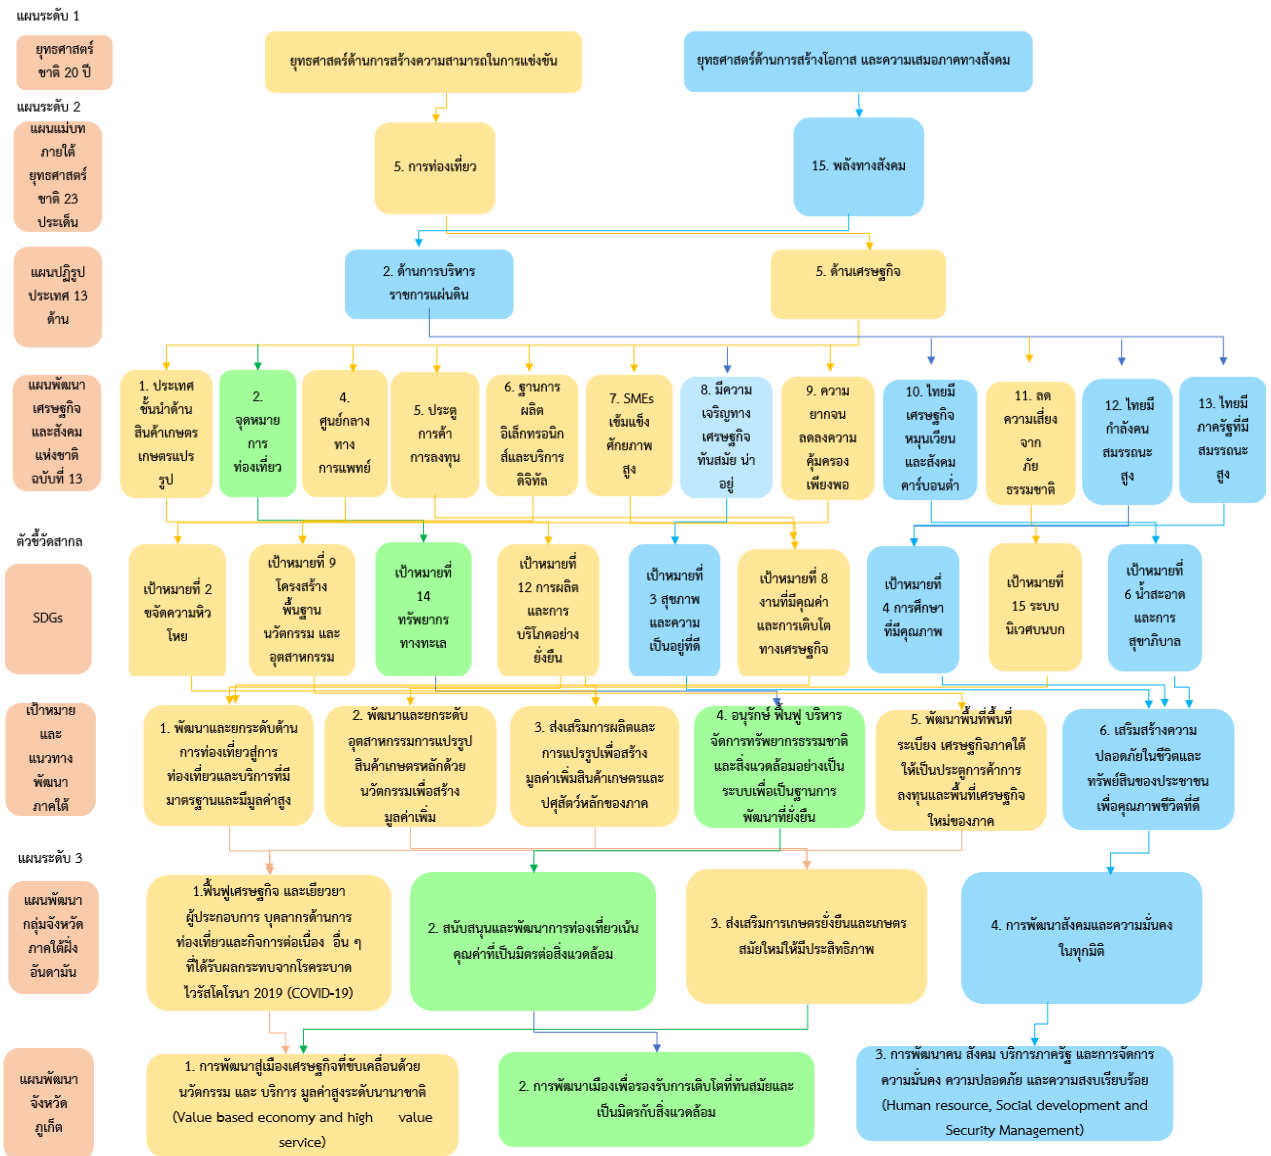 แผนระดับ 1
ยุทธศาสตร์
ชาติ 20 ปี
ยุทธศาสตร์ด้านการสร้างความสามารถในการแข่งขัน
ยุทธศาสตร์ด้านการสร้างโอกาส และความเสมอภาคทางสังคม
แผนระดับ 2
แผนแม่บท
ภายใต้
ยุทธศาสตร์
ชาติ 23
ประเด็น
5. การท่องเที่ยว
15. พลังทางสังคม
แผนปฏิรูป
ประเทศ 13
ด้าน
2. ด้านการบริหาร
ราชการแผ่นดิน
5. ด้านเศรษฐกิจ
แผนพัฒนา
เศรษฐกิจ
และสังคม
แห่งชาติ
ฉบับที่ 13
1. ประเทศ
ชั้นนำด้าน
สินค้าเกษตร
เกษตรแปร
รูป
2.
จุดหมาย
การ
ท่องเที่ยว
4.
ศูนย์กลาง
ทาง
การแพทย์
5. ประตู
การค้า
การลงทุน
6. ฐานการ
ผลิต
อิเล็กทรอนิก
ส์และบริการ
ดิจิทัล
7. SMEs
เข้มแข็ง
ศักยภาพ
สูง
8. มีความ
เจริญทาง
เศรษฐกิจ
ทันสมัย น่า
อยู่
9. ความ
ยากจน
ลดลงความ
คุ้มครอง
เพียงพอ
10. ไทยมี
เศรษฐกิจ
หมุนเวียน
และสังคม
คาร์บอนต่ำ
11. ลด
ความเสี่ยง
จาก
ภัย
ธรรมชาติ
12. ไทยมี
กำลังคน
สมรรถนะ
สูง
13. ไทยมี
ภาครัฐที่มี
สมรรถนะ
สูง
ตัวชี้วัดสากล
SDGs
เป้าหมายที่ 2
ขจัดความหิว
โหย
เป้าหมายที่ 9
โครงสร้าง
พื้นฐาน
นวัตกรรม และ
อุตสาหกรรม
เป้าหมายที่
14
ทรัพยากร
ทางทะเล
เป้าหมายที่
12 การผลิต
และการ
บริโภคอย่าง
ยั่งยืน
เป้าหมายที่
3 สุขภาพ
และความ
เป็นอยู่ที่ดี
เป้าหมายที่ 8
งานที่มีคุณค่า
และการเติบโต
ทางเศรษฐกิจ
เป้าหมายที่
4 การศึกษา
ที่มีคุณภาพ
เป้าหมายที่
15 ระบบ
นิเวศบนบก
เป้าหมายที่
6 น้ำสะอาด
และการ
สุขาภิบาล
เป้าหมาย
และ
แนวทาง
พัฒนา
ภาคใต้
1. พัฒนาและยกระดับด้าน
การท่องเที่ยวสู่การ
ท่องเที่ยวและบริการที่มี
มาตรฐานและมีมูลค่าสูง
2. พัฒนาและยกระดับ
อุตสาหกรรมการแปรรูป
สินค้าเกษตรหลักด้วย
นวัตกรรมเพื่อสร้าง
มูลค่าเพิ่ม
3. ส่งเสริมการผลิตและ
การแปรรูปเพื่อสร้าง
มูลค่าเพิ่มสินค้าเกษตรและ
ปศุสัตว์หลักของภาค
4. อนุรักษ์ ฟื้นฟู บริหาร
จัดการทรัพยากรธรรมชาติ
และสิ่งแวดล้อมอย่างเป็น
ระบบเพื่อเป็นฐานการ
พัฒนาที่ยั่งยืน
5. พัฒนาพื้นที่พื้นที่
ระเบียง เศรษฐกิจภาคใต้
ให้เป็นประตูการค้าการ
ลงทุนและพื้นที่เศรษฐกิจ
ใหม่ของภาค
6. เสริมสร้างความ
ปลอดภัยในชีวิตและ
ทรัพย์สินของประชาชน
เพื่อคุณภาพชีวิตที่ดี
แผนระดับ 3
แผนพัฒนา
กลุ่มจังหวัด
ภาคใต้ฝั่ง
อันดามัน
1.ฟื้นฟูเศรษฐกิจ และเยียวยา
ผู้ประกอบการ บุคลากรด้านการ
ท่องเที่ยวและกิจการต่อเนื่อง อื่น ๆ
ที่ได้รับผลกระทบจากโรคระบาด
ไวรัสโคโรนา 2019 (COVID-19)
2. สนับสนุนและพัฒนาการท่องเที่ยวเน้น
คุณค่าที่เป็นมิตรต่อสิ่งแวดล้อม
3. ส่งเสริมการเกษตรยั่งยืนและเกษตร
สมัยใหม่ให้มีประสิทธิภาพ
4. การพัฒนาสังคมและความมั่นคง
ในทุกมิติ
แผนพัฒนา
จังหวัด
ภูเก็ต
1. การพัฒนาสู่เมืองเศรษฐกิจที่ขับเคลื่อนด้วย
นวัตกรรม และ บริการ มูลค่าสูงระดับนานาชาติ
(Value based economy and high value
service)
2. การพัฒนาเมืองเพื่อรองรับการเติบโตที่ทันสมัยและ
เป็นมิตรกับสิ่งแวดล้อม
3. การพัฒนาคน สังคม บริการภาครัฐ และการจัดการ
ความมั่นคง ความปลอดภัย และความสงบเรียบร้อย
(Human resource, Social development and
Security Management)